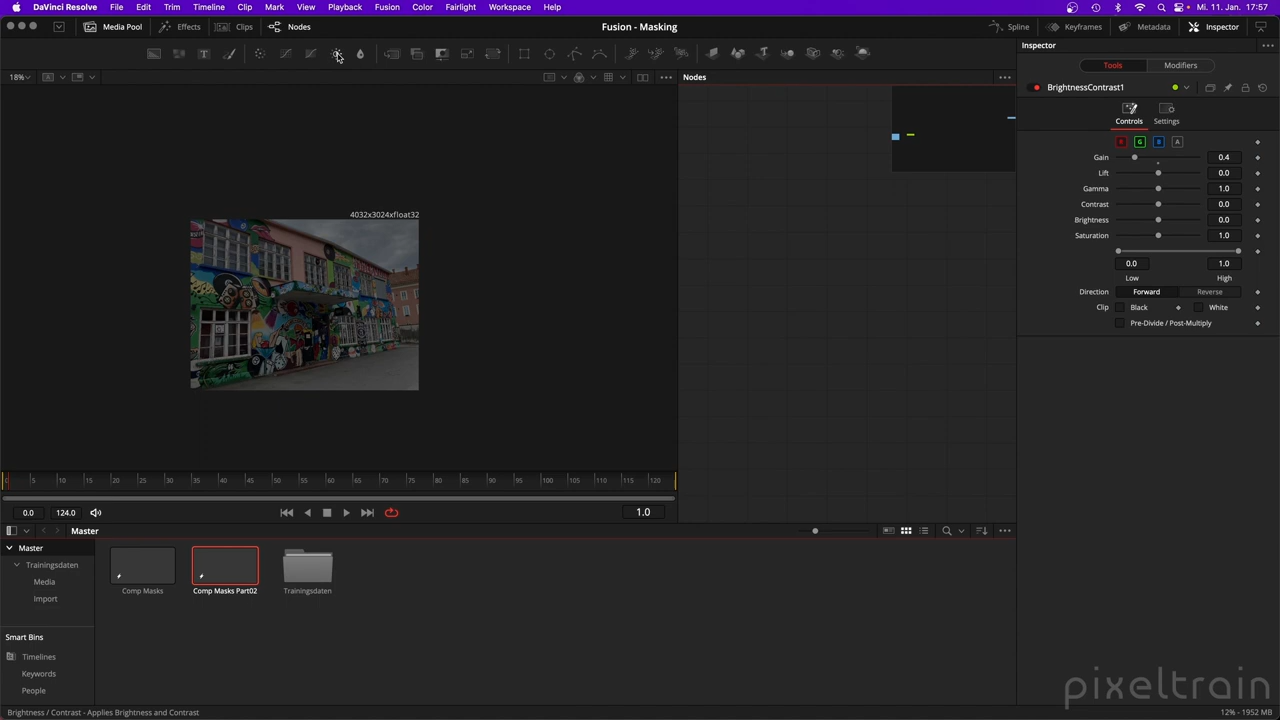 DaVinci Resolve File Edit Trim Timeline Clip Mark View Playback Fusion Color Fairlight Workspace Help Mi. 11. Jan. 17:57
Media Pool Effects Clips Nodes Fusion - Masking Spline Keyframes Metadata Inspector
Inspector
Tools Modifiers
18% Nodes
BrightnessContrast1
Controls Settings
R G B A
Gain 0.4
Lift 0.0
Gamma 1.0
Contrast 0.0
Brightness 0.0
Saturation 1.0
0.0 1.0
Low High
Direction Forward Reverse
Clip Black White
Pre-Divide / Post-Multiply
4032x3024xfloat32
0 5 10 15 20 25 30 35 40 45 50 55 60 65 70 75 80 85 90 95 100 105 110 115 120
0.0 124.0 1.0
Master
Master
Trainingsdaten
Media
Import
Comp Masks Comp Masks Part02 Trainingsdaten
Smart Bins
Timelines
Keywords
People
pixeltrain
Brightness / Contrast - Applies Brightness and Contrast 12% - 1952 MB